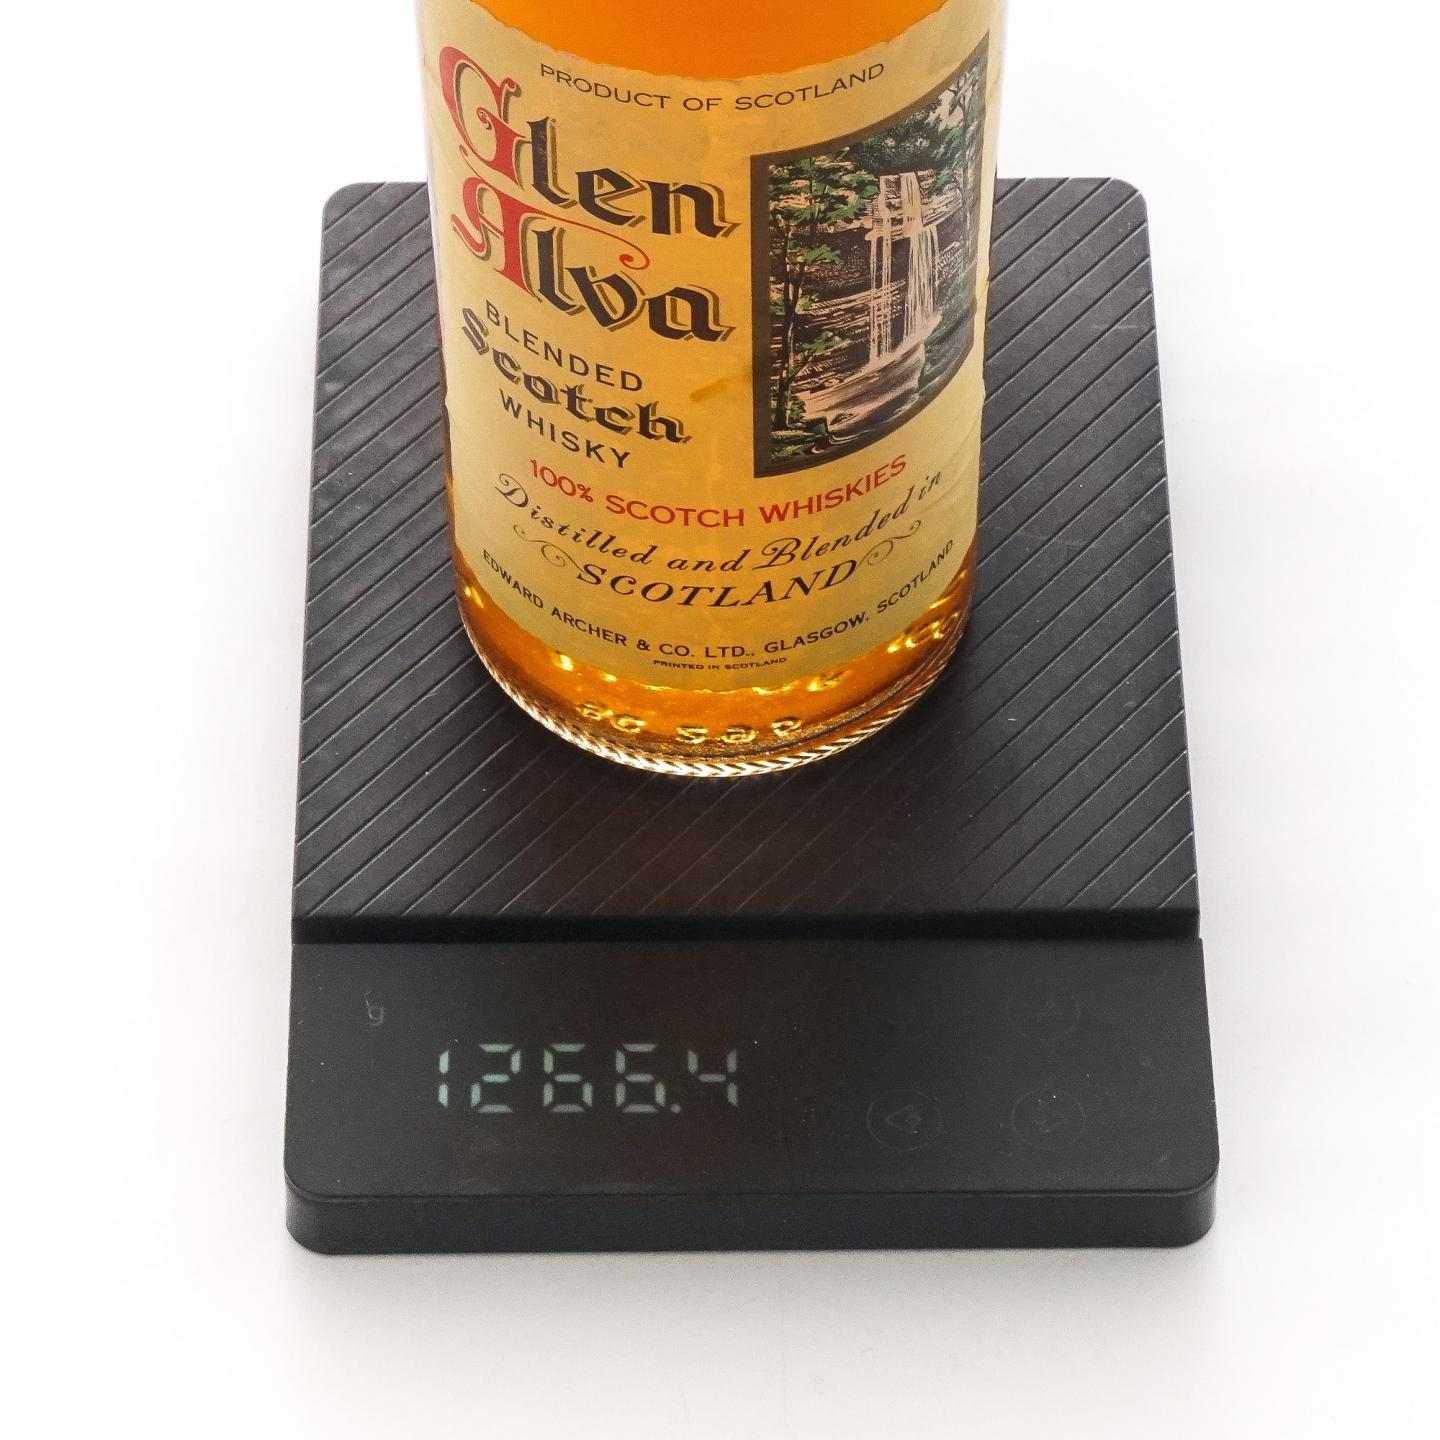 PRODUCT OF SCOTLAND
Glen
Alva
BLENDED
Scotch
WHISKY
100% SCOTCH WHISKIES
Distilled and Blended in
SCOTLAND
EDWARD ARCHER & CO. LTD., GLASGOW. SCOTLAND
PRINTED IN SCOTLAND
g
1266.4